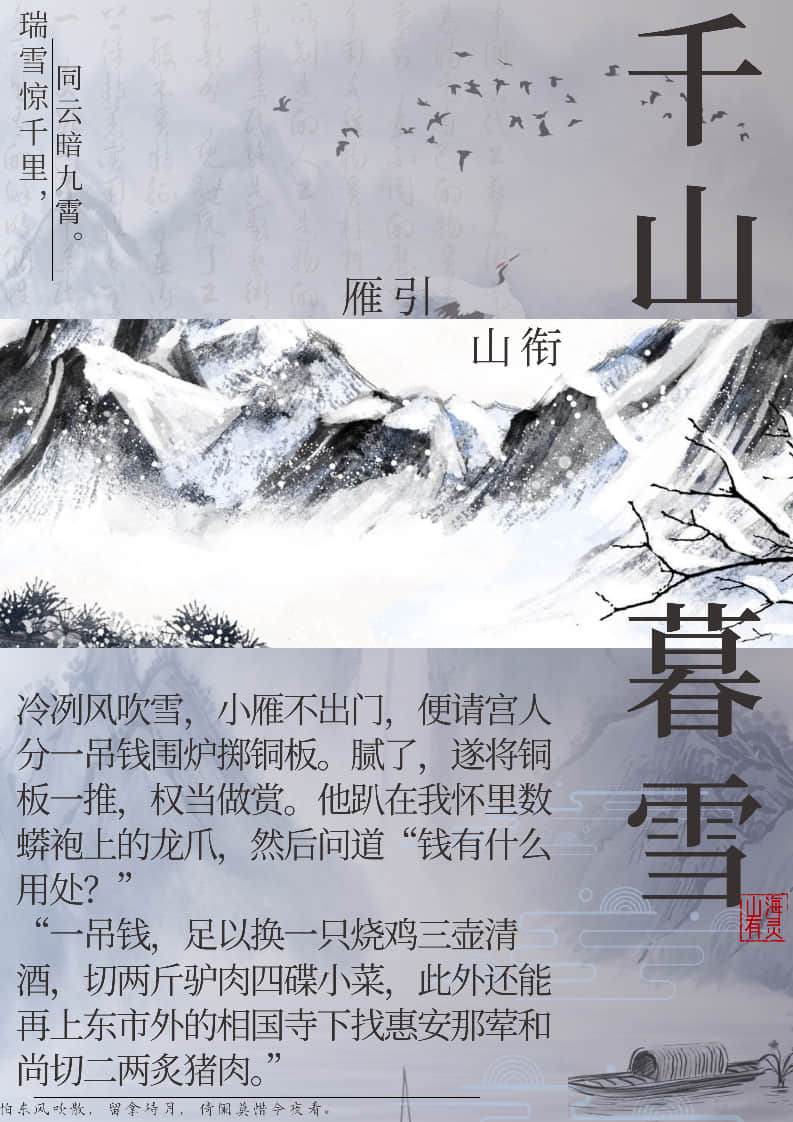 千山
暮雪
瑞雪惊千里，
同云暗九霄。
雁引
山衔
冷冽风吹雪，小雁不出门，便请宫人
分一吊钱围炉掷铜板。腻了，遂将铜
板一推，权当做赏。他趴在我怀里数
蟒袍上的龙爪，然后问道“钱有什么
用处？”
“一吊钱，足以换一只烧鸡三壶清
酒，切两斤驴肉四碟小菜，此外还能
再上东市外的相国寺下找惠安那荤和
尚切二两炙猪肉。”
海灵
山有
怕东风吹散，留拿待月，倚阑莫惜今夜看。